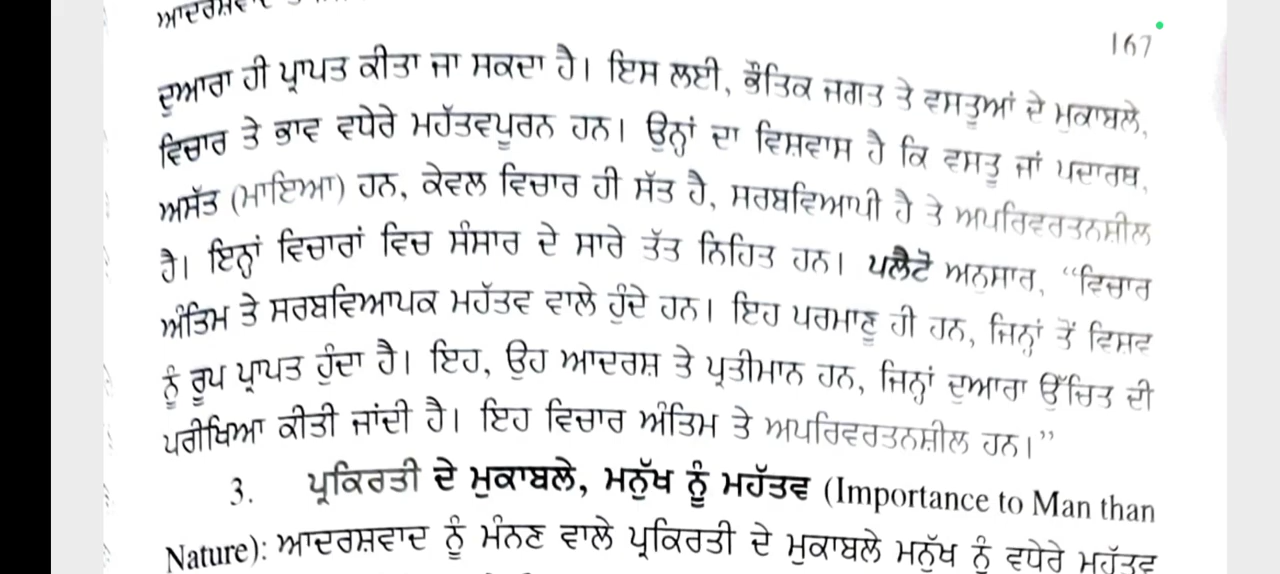 ਆਦਰਸ਼ਵਾਦ
167
ਦੁਆਰਾ ਹੀ ਪ੍ਰਾਪਤ ਕੀਤਾ ਜਾ ਸਕਦਾ ਹੈ। ਇਸ ਲਈ, ਭੌਤਿਕ ਜਗਤ ਤੇ ਵਸਤੂਆਂ ਦੇ ਮੁਕਾਬਲੇ,
ਵਿਚਾਰ ਤੇ ਭਾਵ ਵਧੇਰੇ ਮਹੱਤਵਪੂਰਨ ਹਨ। ਉਨ੍ਹਾਂ ਦਾ ਵਿਸ਼ਵਾਸ ਹੈ ਕਿ ਵਸਤੂ ਜਾਂ ਪਦਾਰਥ,
ਅਸੱਤ (ਮਾਇਆ) ਹਨ, ਕੇਵਲ ਵਿਚਾਰ ਹੀ ਸੱਤ ਹੈ, ਸਰਬਵਿਆਪੀ ਹੈ ਤੇ ਅਪਰਿਵਰਤਨਸ਼ੀਲ
ਹੈ। ਇਨ੍ਹਾਂ ਵਿਚਾਰਾਂ ਵਿਚ ਸੰਸਾਰ ਦੇ ਸਾਰੇ ਤੱਤ ਨਿਹਿਤ ਹਨ। ਪਲੈਟੋ ਅਨੁਸਾਰ, “ਵਿਚਾਰ
ਅੰਤਿਮ ਤੇ ਸਰਬਵਿਆਪਕ ਮਹੱਤਵ ਵਾਲੇ ਹੁੰਦੇ ਹਨ। ਇਹ ਪਰਮਾਣੂ ਹੀ ਹਨ, ਜਿਨ੍ਹਾਂ ਤੋਂ ਵਿਸ਼ਵ
ਨੂੰ ਰੂਪ ਪ੍ਰਾਪਤ ਹੁੰਦਾ ਹੈ। ਇਹ, ਉਹ ਆਦਰਸ਼ ਤੇ ਪ੍ਰਤੀਮਾਨ ਹਨ, ਜਿਨ੍ਹਾਂ ਦੁਆਰਾ ਉੱਚਿਤ ਦੀ
ਪਰੀਖਿਆ ਕੀਤੀ ਜਾਂਦੀ ਹੈ। ਇਹ ਵਿਚਾਰ ਅੰਤਿਮ ਤੇ ਅਪਰਿਵਰਤਨਸ਼ੀਲ ਹਨ।”
3. ਪ੍ਰਕਿਰਤੀ ਦੇ ਮੁਕਾਬਲੇ, ਮਨੁੱਖ ਨੂੰ ਮਹੱਤਵ (Importance to Man than
Nature): ਆਦਰਸ਼ਵਾਦ ਨੂੰ ਮੰਨਣ ਵਾਲੇ ਪ੍ਰਕਿਰਤੀ ਦੇ ਮੁਕਾਬਲੇ ਮਨੁੱਖ ਨੂੰ ਵਧੇਰੇ ਮਹੱਤਵ